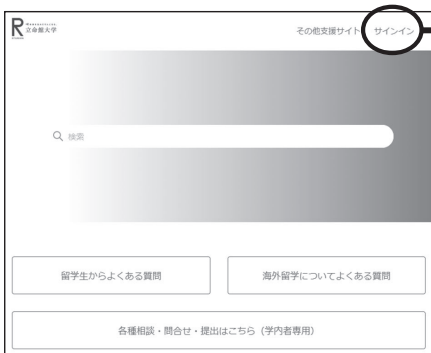 R 立命館大学
その他支援サイト サインイン
検索
留学生からよくある質問
海外留学についてよくある質問
各種相談・問合せ・提出はこちら（学内者専用）